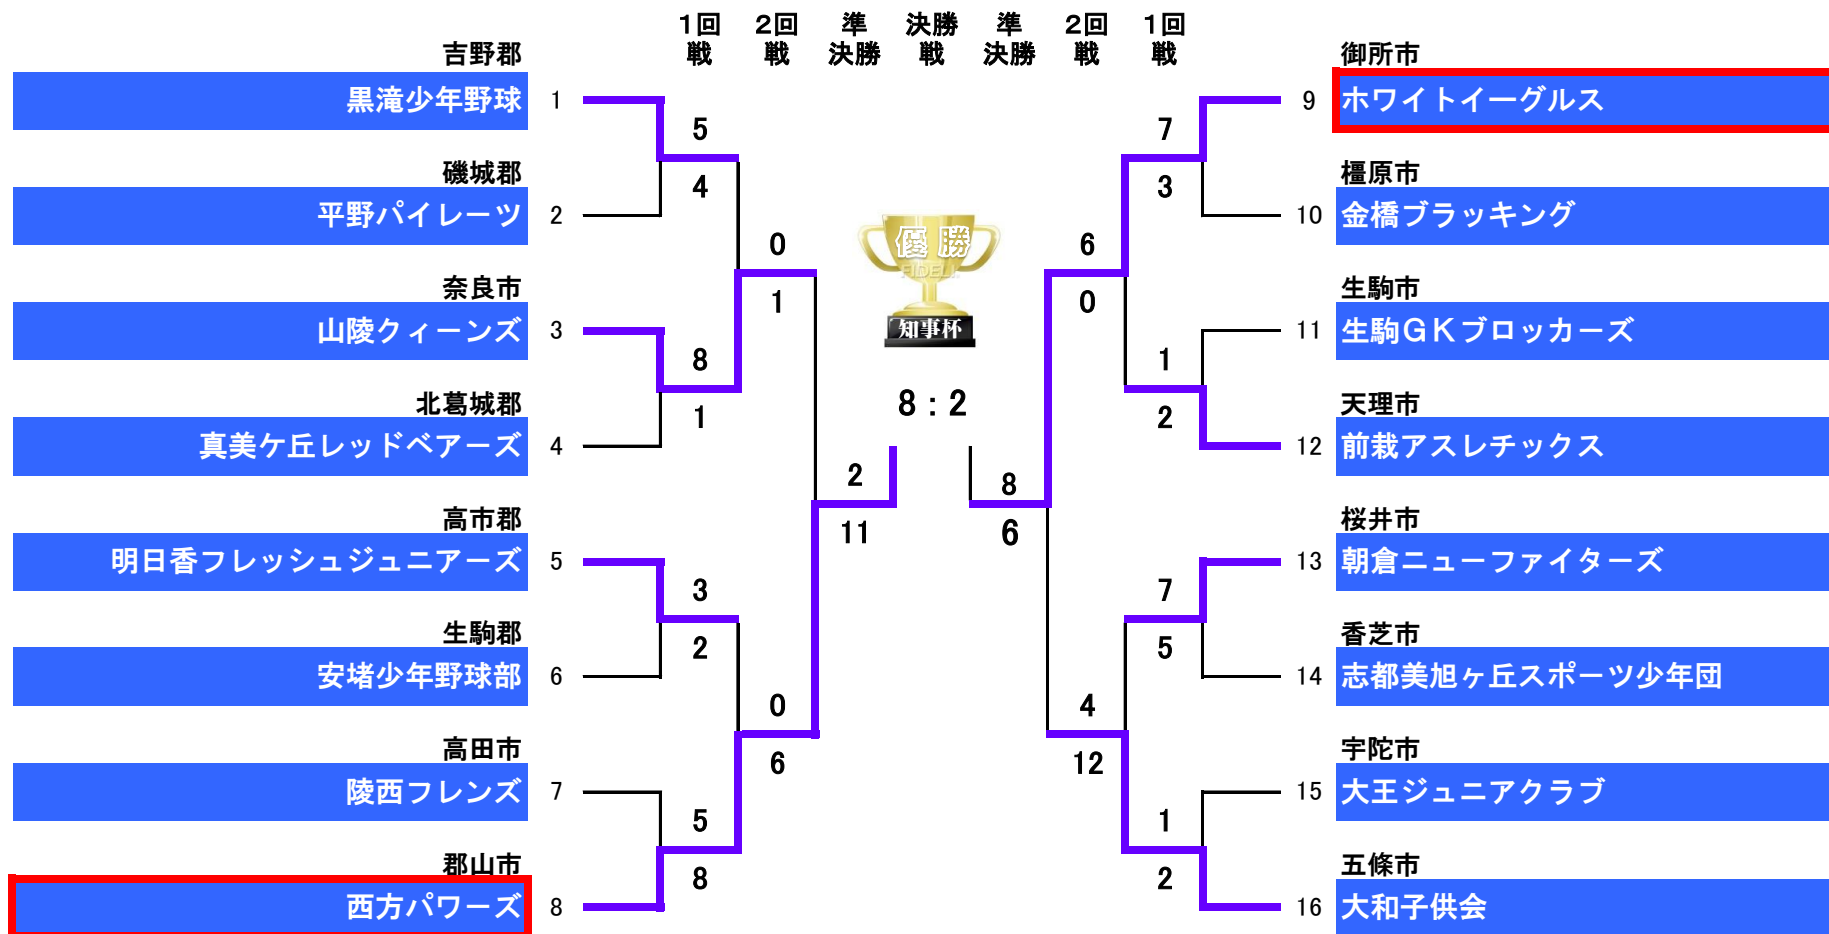 1回戦
2回戦
準決勝
決勝戦
準決勝
2回戦
1回戦
吉野郡
黒滝少年野球 1
磯城郡
平野パイレーツ 2
奈良市
山陵クィーンズ 3
北葛城郡
真美ケ丘レッドベアーズ 4
高市郡
明日香フレッシュジュニアーズ 5
生駒郡
安堵少年野球部 6
高田市
陵西フレンズ 7
郡山市
西方パワーズ 8
5
4
8
1
3
2
5
8
0
1
0
6
2
11
優勝
FIDELI
知事杯
8 : 2
8
6
6
0
4
12
7
3
1
2
7
5
1
2
御所市
9 ホワイトイーグルス
橿原市
10 金橋ブラッキング
生駒市
11 生駒GKブロッカーズ
天理市
12 前栽アスレチックス
桜井市
13 朝倉ニューファイターズ
香芝市
14 志都美旭ヶ丘スポーツ少年団
宇陀市
15 大王ジュニアクラブ
五條市
16 大和子供会